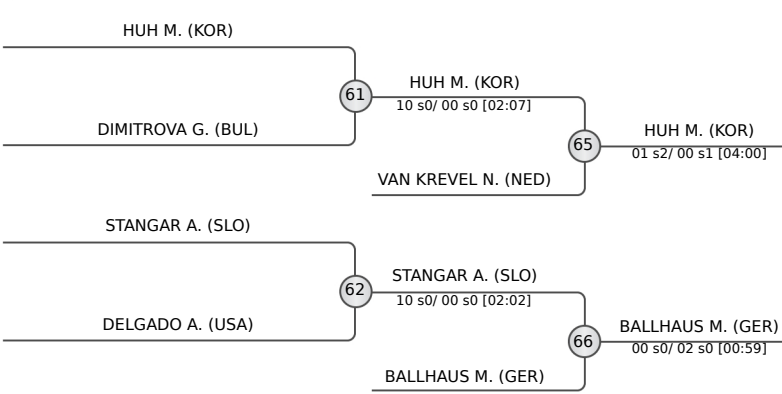 HUH M. (KOR)
61
HUH M. (KOR)
10 s0/ 00 s0 [02:07]
DIMITROVA G. (BUL)
65
HUH M. (KOR)
01 s2/ 00 s1 [04:00]
VAN KREVEL N. (NED)
STANGAR A. (SLO)
62
STANGAR A. (SLO)
10 s0/ 00 s0 [02:02]
DELGADO A. (USA)
66
BALLHAUS M. (GER)
00 s0/ 02 s0 [00:59]
BALLHAUS M. (GER)